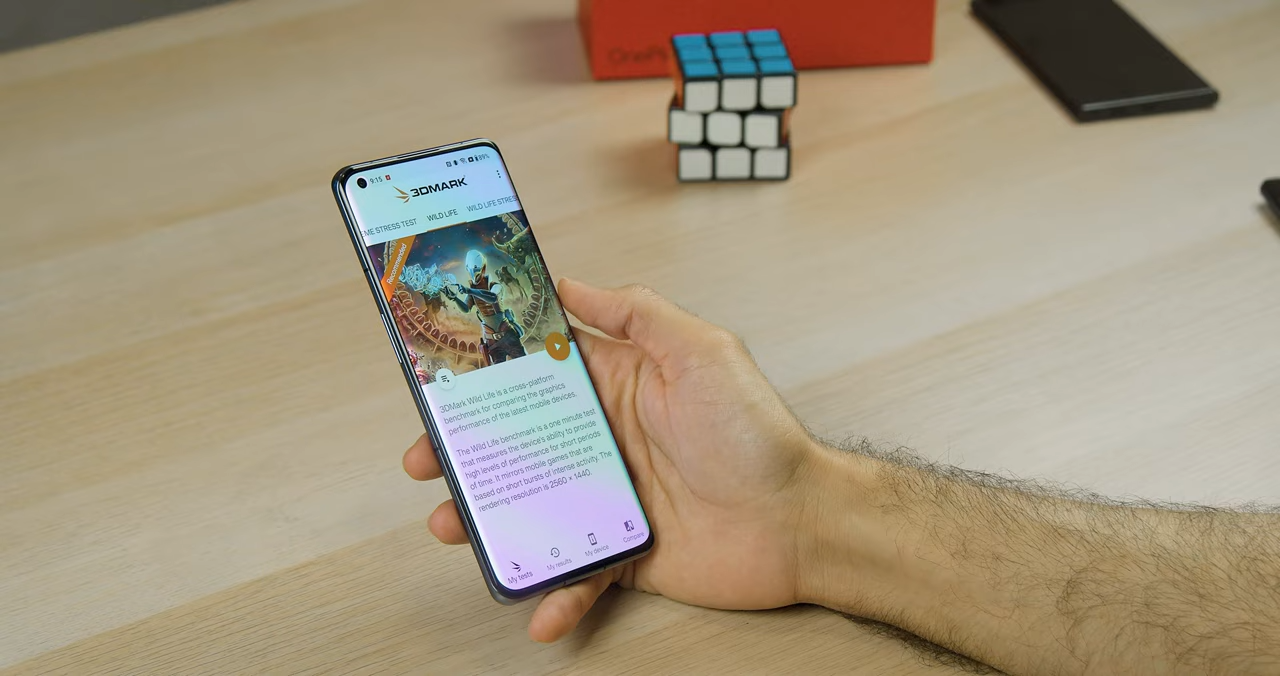 9:15
89%
3DMARK
ME STRESS TEST WILD LIFE WILD LIFE STRES
Recommended
3DMark Wild Life is a cross-platform
benchmark for comparing the graphics
performance of the latest mobile devices.
The Wild Life benchmark is a one minute test
that measures the device's ability to provide
high levels of performance for short periods
of time. It mirrors mobile games that are
based on short bursts of intense activity. The
rendering resolution is 2560 × 1440.
My tests My results My device Compare
OneP